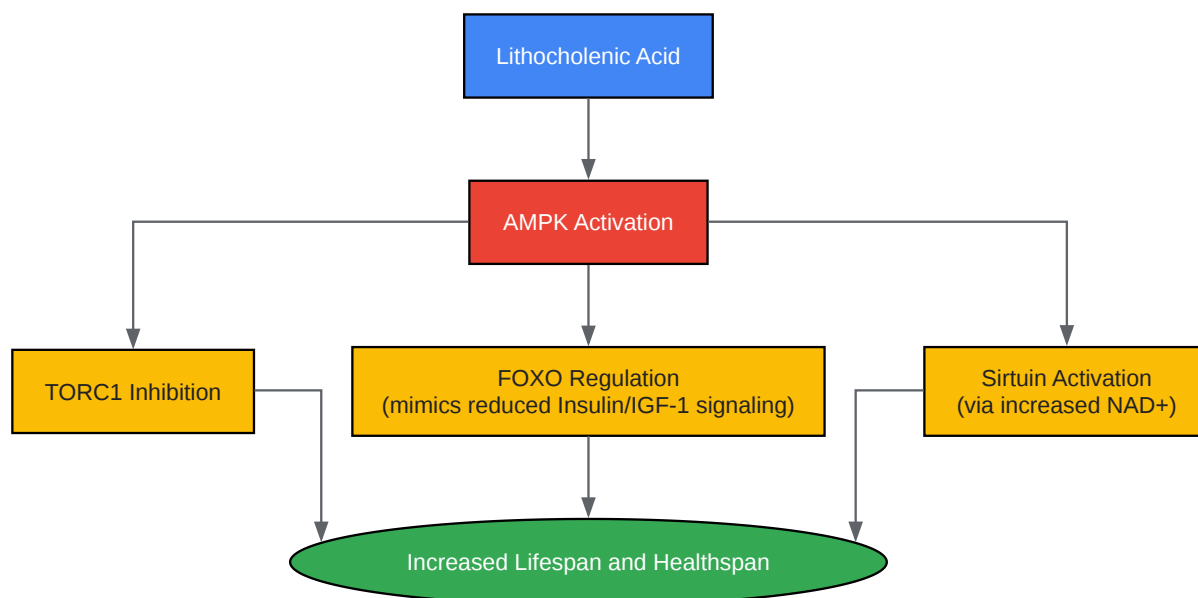 Lithocholenic Acid
AMPK Activation
TORC1 Inhibition
FOXO Regulation
(mimics reduced Insulin/IGF-1 signaling)
Sirtuin Activation
(via increased NAD+)
Increased Lifespan and Healthspan